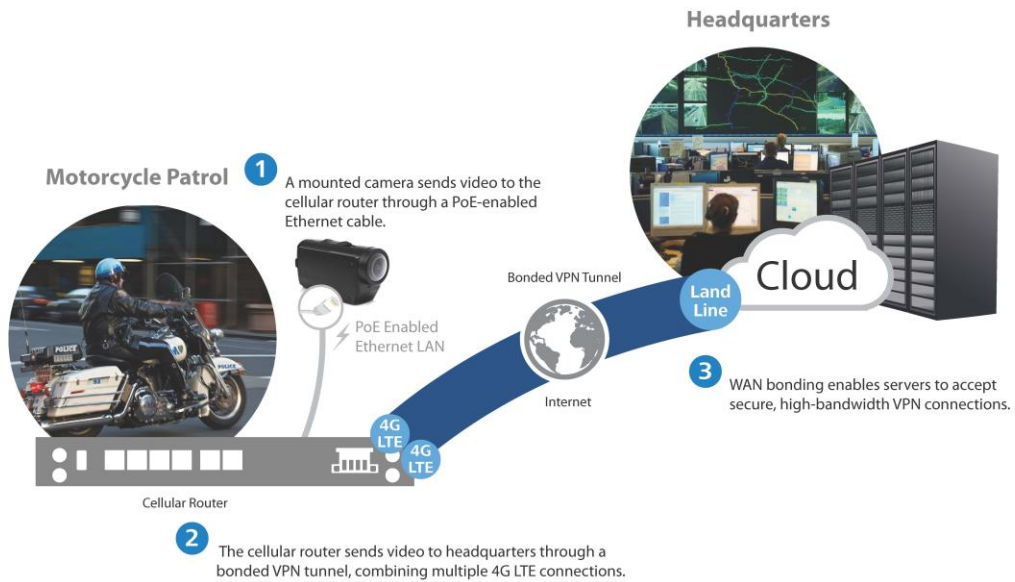 Headquarters
Motorcycle Patrol
1
A mounted camera sends video to the
cellular router through a PoE-enabled
Ethernet cable.
POLICE
POLICE
PoE Enabled
Ethernet LAN
Bonded VPN Tunnel
Internet
Land
Line
Cloud
3
WAN bonding enables servers to accept
secure, high-bandwidth VPN connections.
4G
LTE
4G
LTE
Cellular Router
2
The cellular router sends video to headquarters through a
bonded VPN tunnel, combining multiple 4G LTE connections.